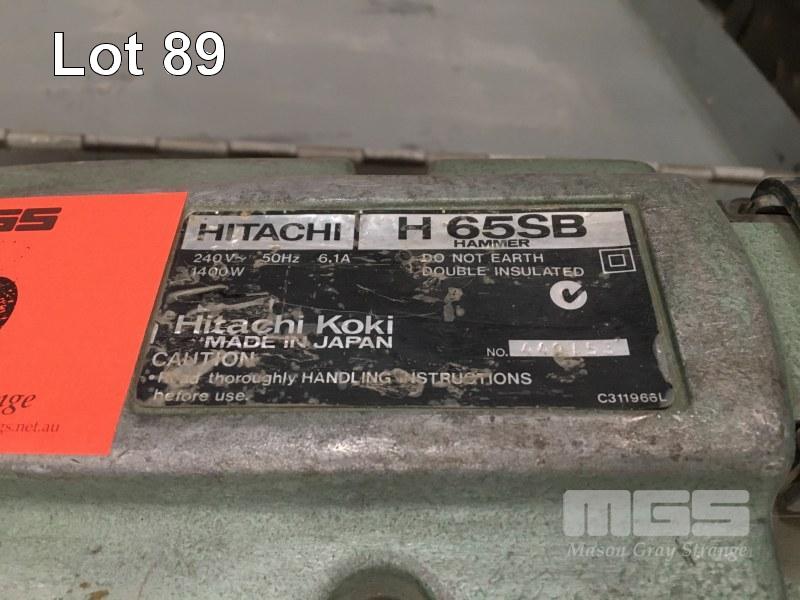 Lot 89
HITACHI
H 65SB
HAMMER
240V~ 50Hz 6.1A
1400W
DO NOT EARTH
DOUBLE INSULATED
Hitachi Koki
MADE IN JAPAN
NO.
CAUTION
• Read thoroughly HANDLING INSTRUCTIONS
before use.
C311966L
MGS
Mason Gray Strange